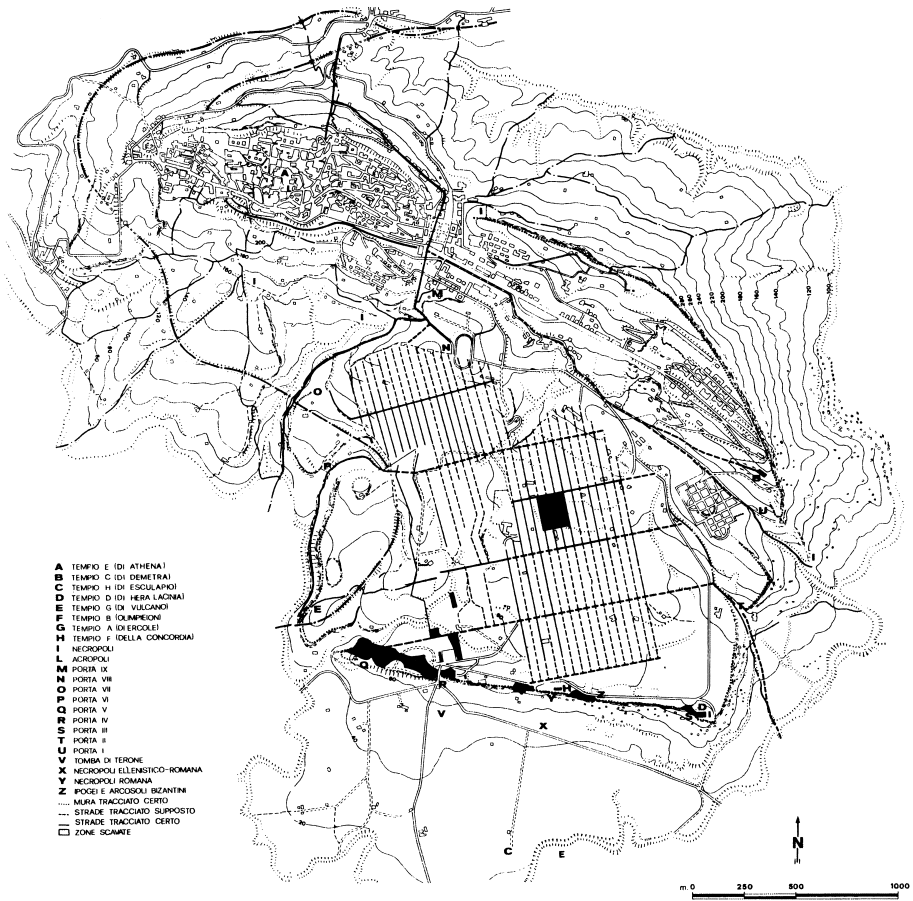 A TEMPIO E (DI ATHENA)
B TEMPIO C (DI DEMETRA)
C TEMPIO H (DI ESCULAPIO)
D TEMPIO D (DI HERA LACINIA)
E TEMPIO G (DI VULCANO)
F TEMPIO B (OLIMPIEION)
G TEMPIO A (DI ERCOLE)
H TEMPIO F (DELLA CONCORDIA)
I NECROPOLI
L ACROPOLI
M PORTA IX
N PORTA VIII
O PORTA VII
P PORTA VI
Q PORTA V
R PORTA IV
S PORTA III
T PORTA II
U PORTA I
V TOMBA DI TERONE
X NECROPOLI ELLENISTICO-ROMANA
Y NECROPOLI ROMANA
Z IPOGEI E ARCOSOLI BIZANTINI
MURA TRACCIATO CERTO
STRADE TRACCIATO SUPPOSTO
STRADE TRACCIATO CERTO
ZONE SCAVATE
A
I
I
I
M
N
O
P
U
I
E
Q
R
V
H
V
Z
D
S
I
X
C
E
N
m. 0 250 500 1000